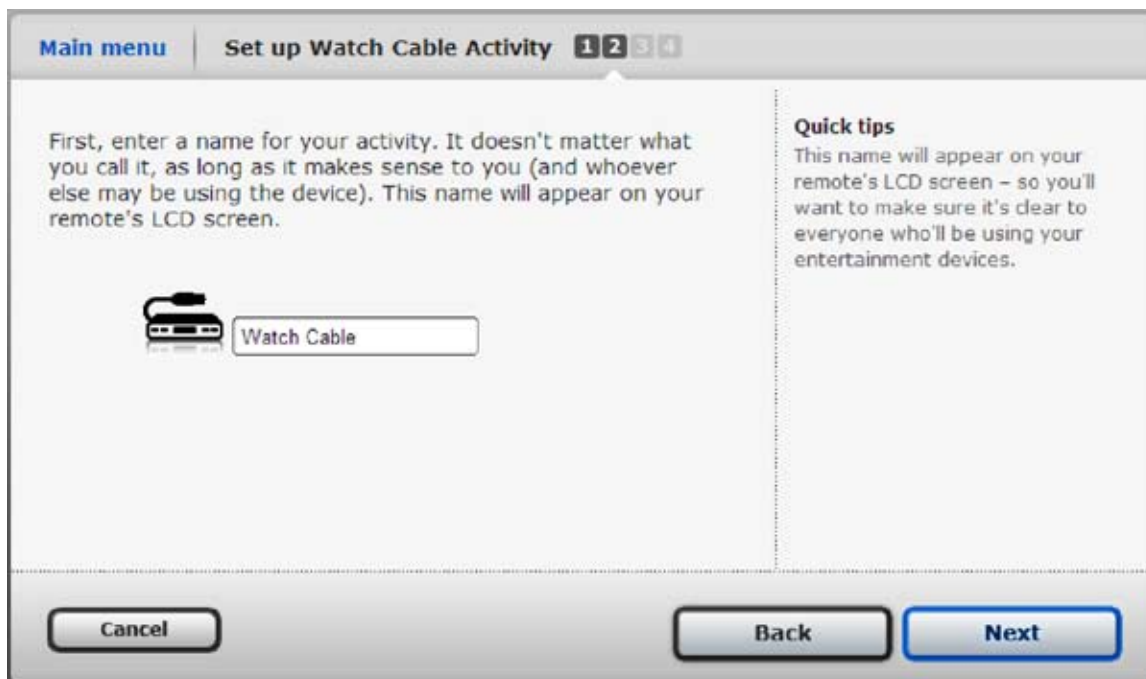 Main menu
Set up Watch Cable Activity 1 2 3 4
First, enter a name for your activity. It doesn't matter what
you call it, as long as it makes sense to you (and whoever
else may be using the device). This name will appear on your
remote's LCD screen.
Watch Cable
Quick tips
This name will appear on your
remote's LCD screen – so you'll
want to make sure it's clear to
everyone who'll be using your
entertainment devices.
Cancel
Back
Next